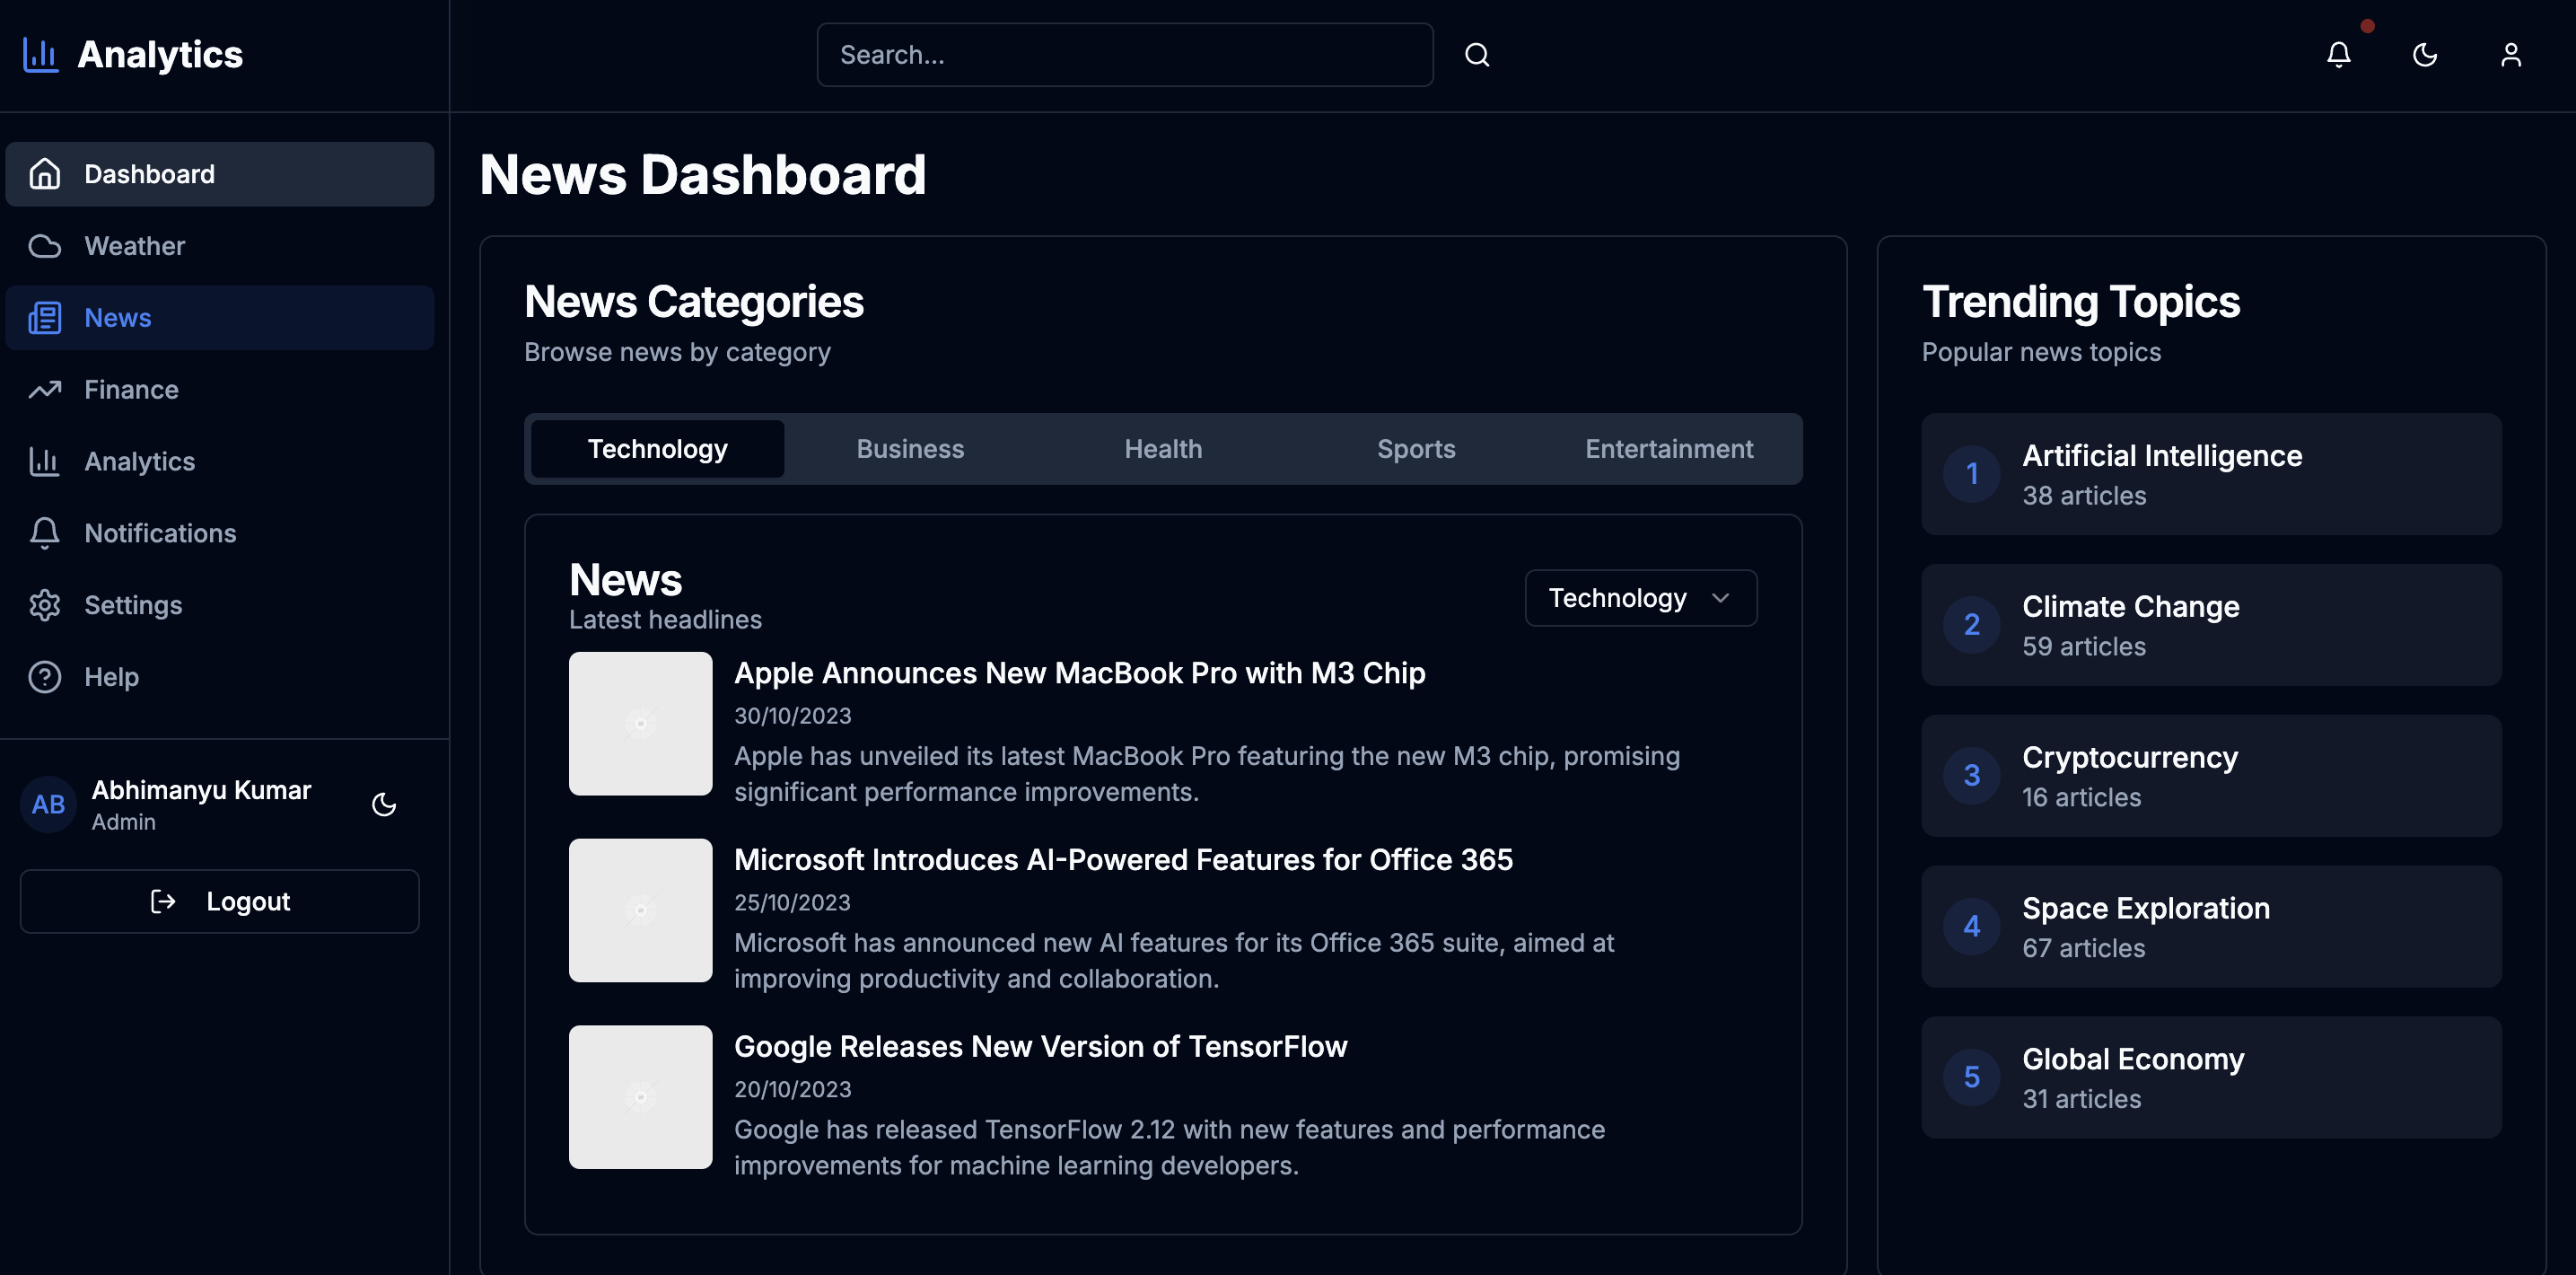 Analytics
Search...
Dashboard
Weather
News
Finance
Analytics
Notifications
Settings
Help
AB
Abhimanyu Kumar
Admin
Logout
News Dashboard
News Categories
Browse news by category
Technology
Business
Health
Sports
Entertainment
News
Latest headlines
Technology
Apple Announces New MacBook Pro with M3 Chip
30/10/2023
Apple has unveiled its latest MacBook Pro featuring the new M3 chip, promising
significant performance improvements.
Microsoft Introduces AI-Powered Features for Office 365
25/10/2023
Microsoft has announced new AI features for its Office 365 suite, aimed at
improving productivity and collaboration.
Google Releases New Version of TensorFlow
20/10/2023
Google has released TensorFlow 2.12 with new features and performance
improvements for machine learning developers.
Trending Topics
Popular news topics
1
Artificial Intelligence
38 articles
2
Climate Change
59 articles
3
Cryptocurrency
16 articles
4
Space Exploration
67 articles
5
Global Economy
31 articles